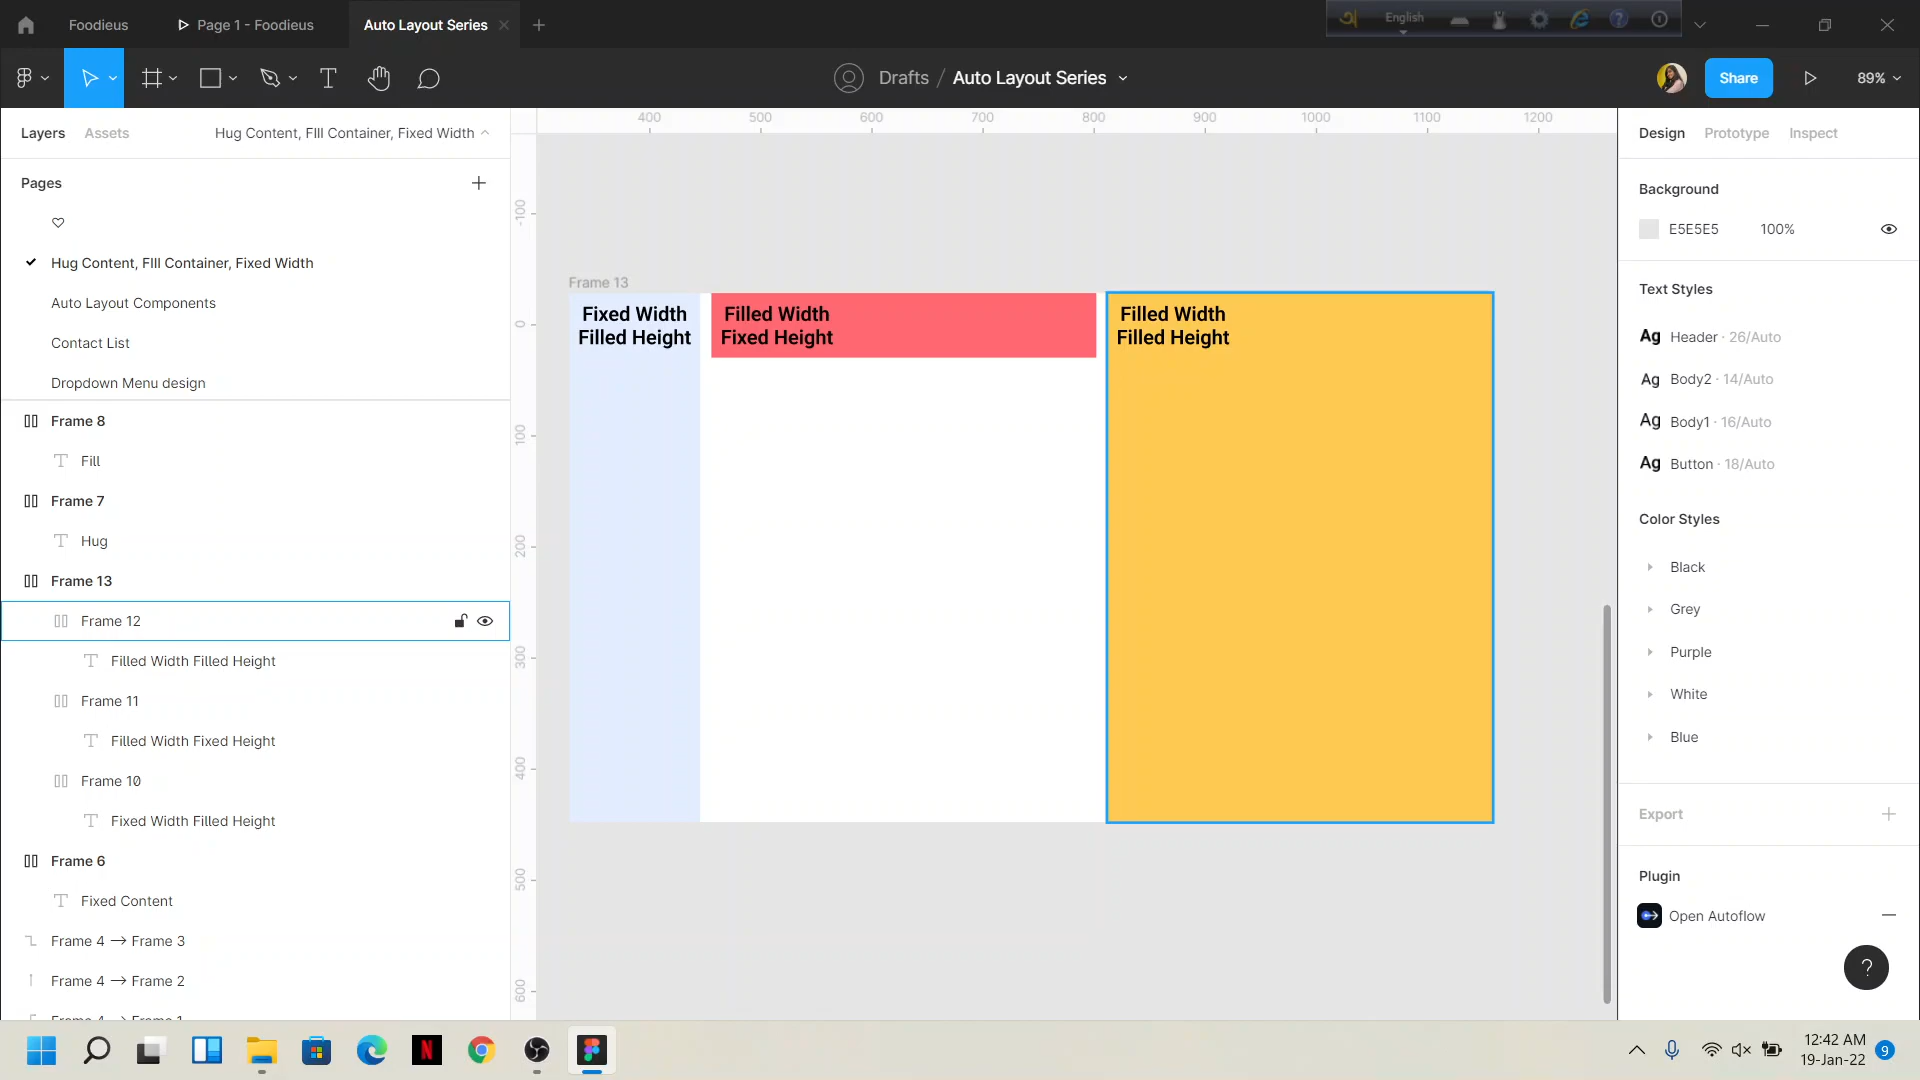 Foodieus
Page 1 - Foodieus
Auto Layout Series
English
Drafts / Auto Layout Series
Share
89%
Layers
Assets
Hug Content, FIll Container, Fixed Width
Pages
Hug Content, FIll Container, Fixed Width
Auto Layout Components
Contact List
Dropdown Menu design
Frame 8
Fill
Frame 7
Hug
Frame 13
Frame 12
Filled Width Filled Height
Frame 11
Filled Width Fixed Height
Frame 10
Fixed Width Filled Height
Frame 6
Fixed Content
Frame 4 → Frame 3
Frame 4 → Frame 2
Frame 4 → Frame 1
400 500 600 700 800 900 1000 1100 1200
-100
0
100
200
300
400
500
600
Frame 13
Fixed Width
Filled Height
Filled Width
Fixed Height
Filled Width
Filled Height
Design
Prototype
Inspect
Background
E5E5E5
100%
Text Styles
Ag Header · 26/Auto
Ag Body2 · 14/Auto
Ag Body1 · 16/Auto
Ag Button · 18/Auto
Color Styles
Black
Grey
Purple
White
Blue
Export
Plugin
Open Autoflow
?
12:42 AM
19-Jan-22
9